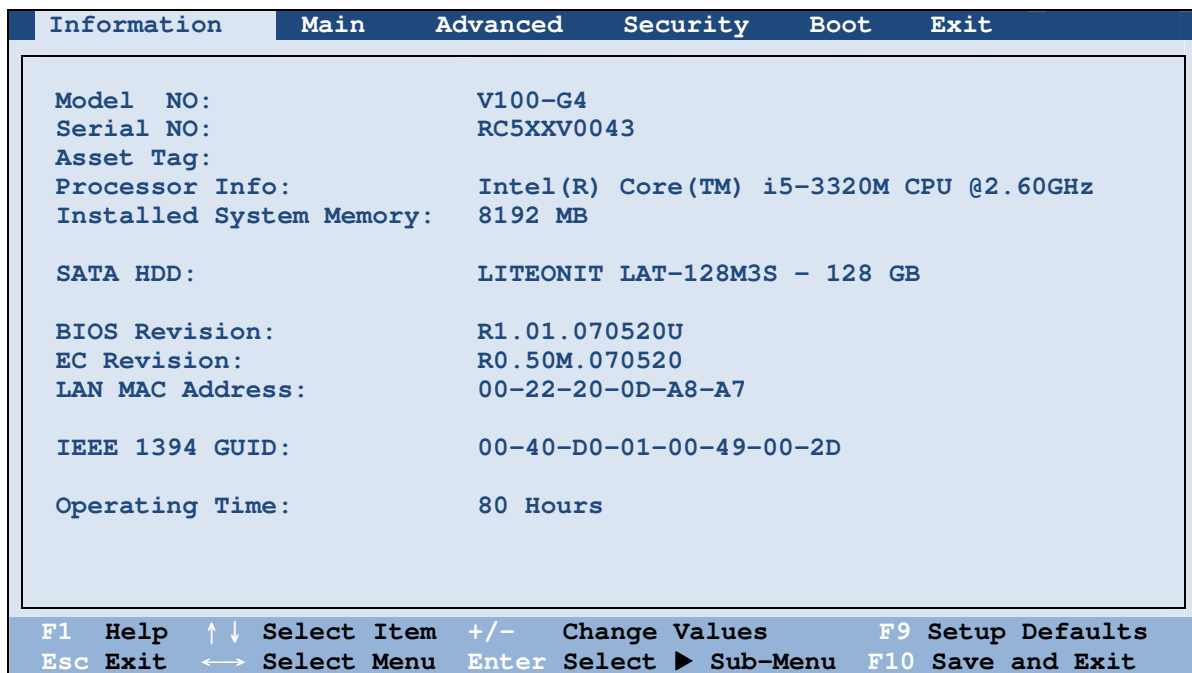 Information Main Advanced Security Boot Exit
Model NO: V100-G4
Serial NO: RC5XXV0043
Asset Tag:
Processor Info: Intel(R) Core(TM) i5-3320M CPU @2.60GHz
Installed System Memory: 8192 MB
SATA HDD: LITEONIT LAT-128M3S - 128 GB
BIOS Revision: R1.01.070520U
EC Revision: R0.50M.070520
LAN MAC Address: 00-22-20-0D-A8-A7
IEEE 1394 GUID: 00-40-D0-01-00-49-00-2D
Operating Time: 80 Hours
F1 Help ↑↓ Select Item +/- Change Values F9 Setup Defaults
Esc Exit ←→ Select Menu Enter Select ▶ Sub-Menu F10 Save and Exit